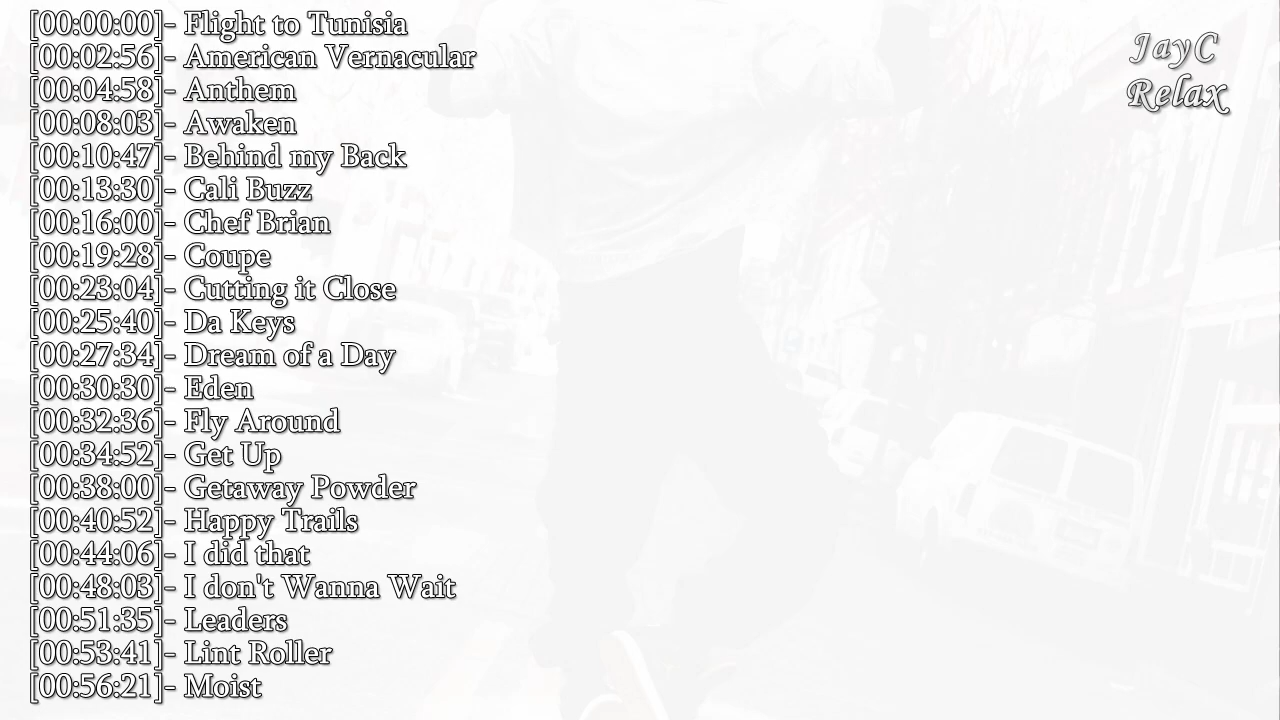 [00:00:00]- Flight to Tunisia
[00:02:56]- American Vernacular
[00:04:58]- Anthem
[00:08:03]- Awaken
[00:10:47]- Behind my Back
[00:13:30]- Cali Buzz
[00:16:00]- Chef Brian
[00:19:28]- Coupe
[00:23:04]- Cutting it Close
[00:25:40]- Da Keys
[00:27:34]- Dream of a Day
[00:30:30]- Eden
[00:32:36]- Fly Around
[00:34:52]- Get Up
[00:38:00]- Getaway Powder
[00:40:52]- Happy Trails
[00:44:06]- I did that
[00:48:03]- I don't Wanna Wait
[00:51:35]- Leaders
[00:53:41]- Lint Roller
[00:56:21]- Moist
JayC
Relax